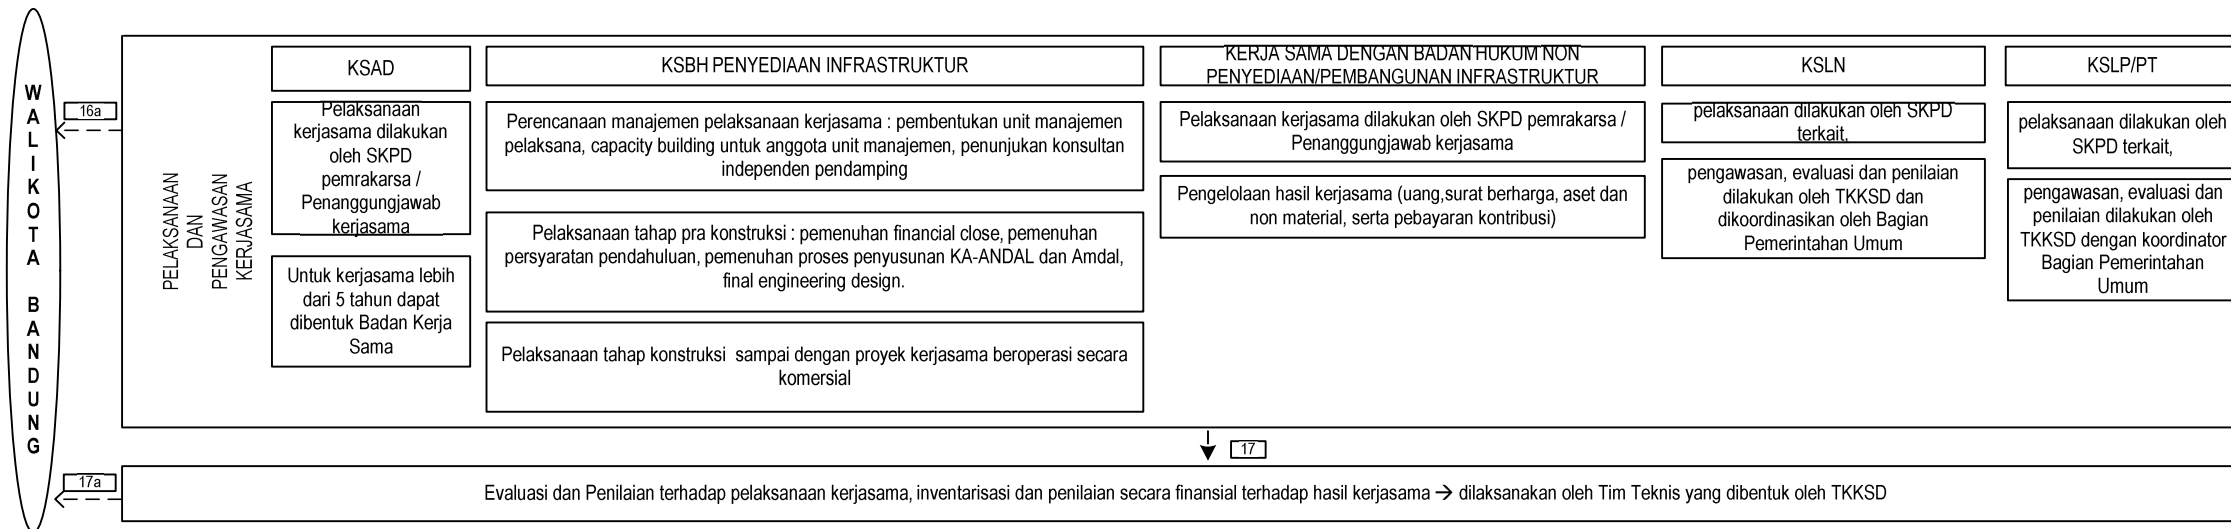 WALIKOTA BANDUNG
16a
PELAKSANAAN
DAN
PENGAWASAN
KERJASAMA
KSAD
Pelaksanaan
kerjasama dilakukan
oleh SKPD
pemrakarsa /
Penanggungjawab
kerjasama
Untuk kerjasama lebih
dari 5 tahun dapat
dibentuk Badan Kerja
Sama
KSBH PENYEDIAAN INFRASTRUKTUR
Perencanaan manajemen pelaksanaan kerjasama : pembentukan unit manajemen
pelaksana, capacity building untuk anggota unit manajemen, penunjukan konsultan
independen pendamping
Pelaksanaan tahap pra konstruksi : pemenuhan financial close, pemenuhan
persyaratan pendahuluan, pemenuhan proses penyusunan KA-ANDAL dan Amdal,
final engineering design.
Pelaksanaan tahap konstruksi sampai dengan proyek kerjasama beroperasi secara
komersial
KERJA SAMA DENGAN BADAN HUKUM NON
PENYEDIAAN/PEMBANGUNAN INFRASTRUKTUR
Pelaksanaan kerjasama dilakukan oleh SKPD pemrakarsa /
Penanggungjawab kerjasama
Pengelolaan hasil kerjasama (uang,surat berharga, aset dan
non material, serta pebayaran kontribusi)
KSLN
pelaksanaan dilakukan oleh SKPD
terkait,
pengawasan, evaluasi dan penilaian
dilakukan oleh TKKSD dan
dikoordinasikan oleh Bagian
Pemerintahan Umum
KSLP/PT
pelaksanaan dilakukan oleh
SKPD terkait,
pengawasan, evaluasi dan
penilaian dilakukan oleh
TKKSD dengan koordinator
Bagian Pemerintahan
Umum
17
17a
Evaluasi dan Penilaian terhadap pelaksanaan kerjasama, inventarisasi dan penilaian secara finansial terhadap hasil kerjasama → dilaksanakan oleh Tim Teknis yang dibentuk oleh TKKSD